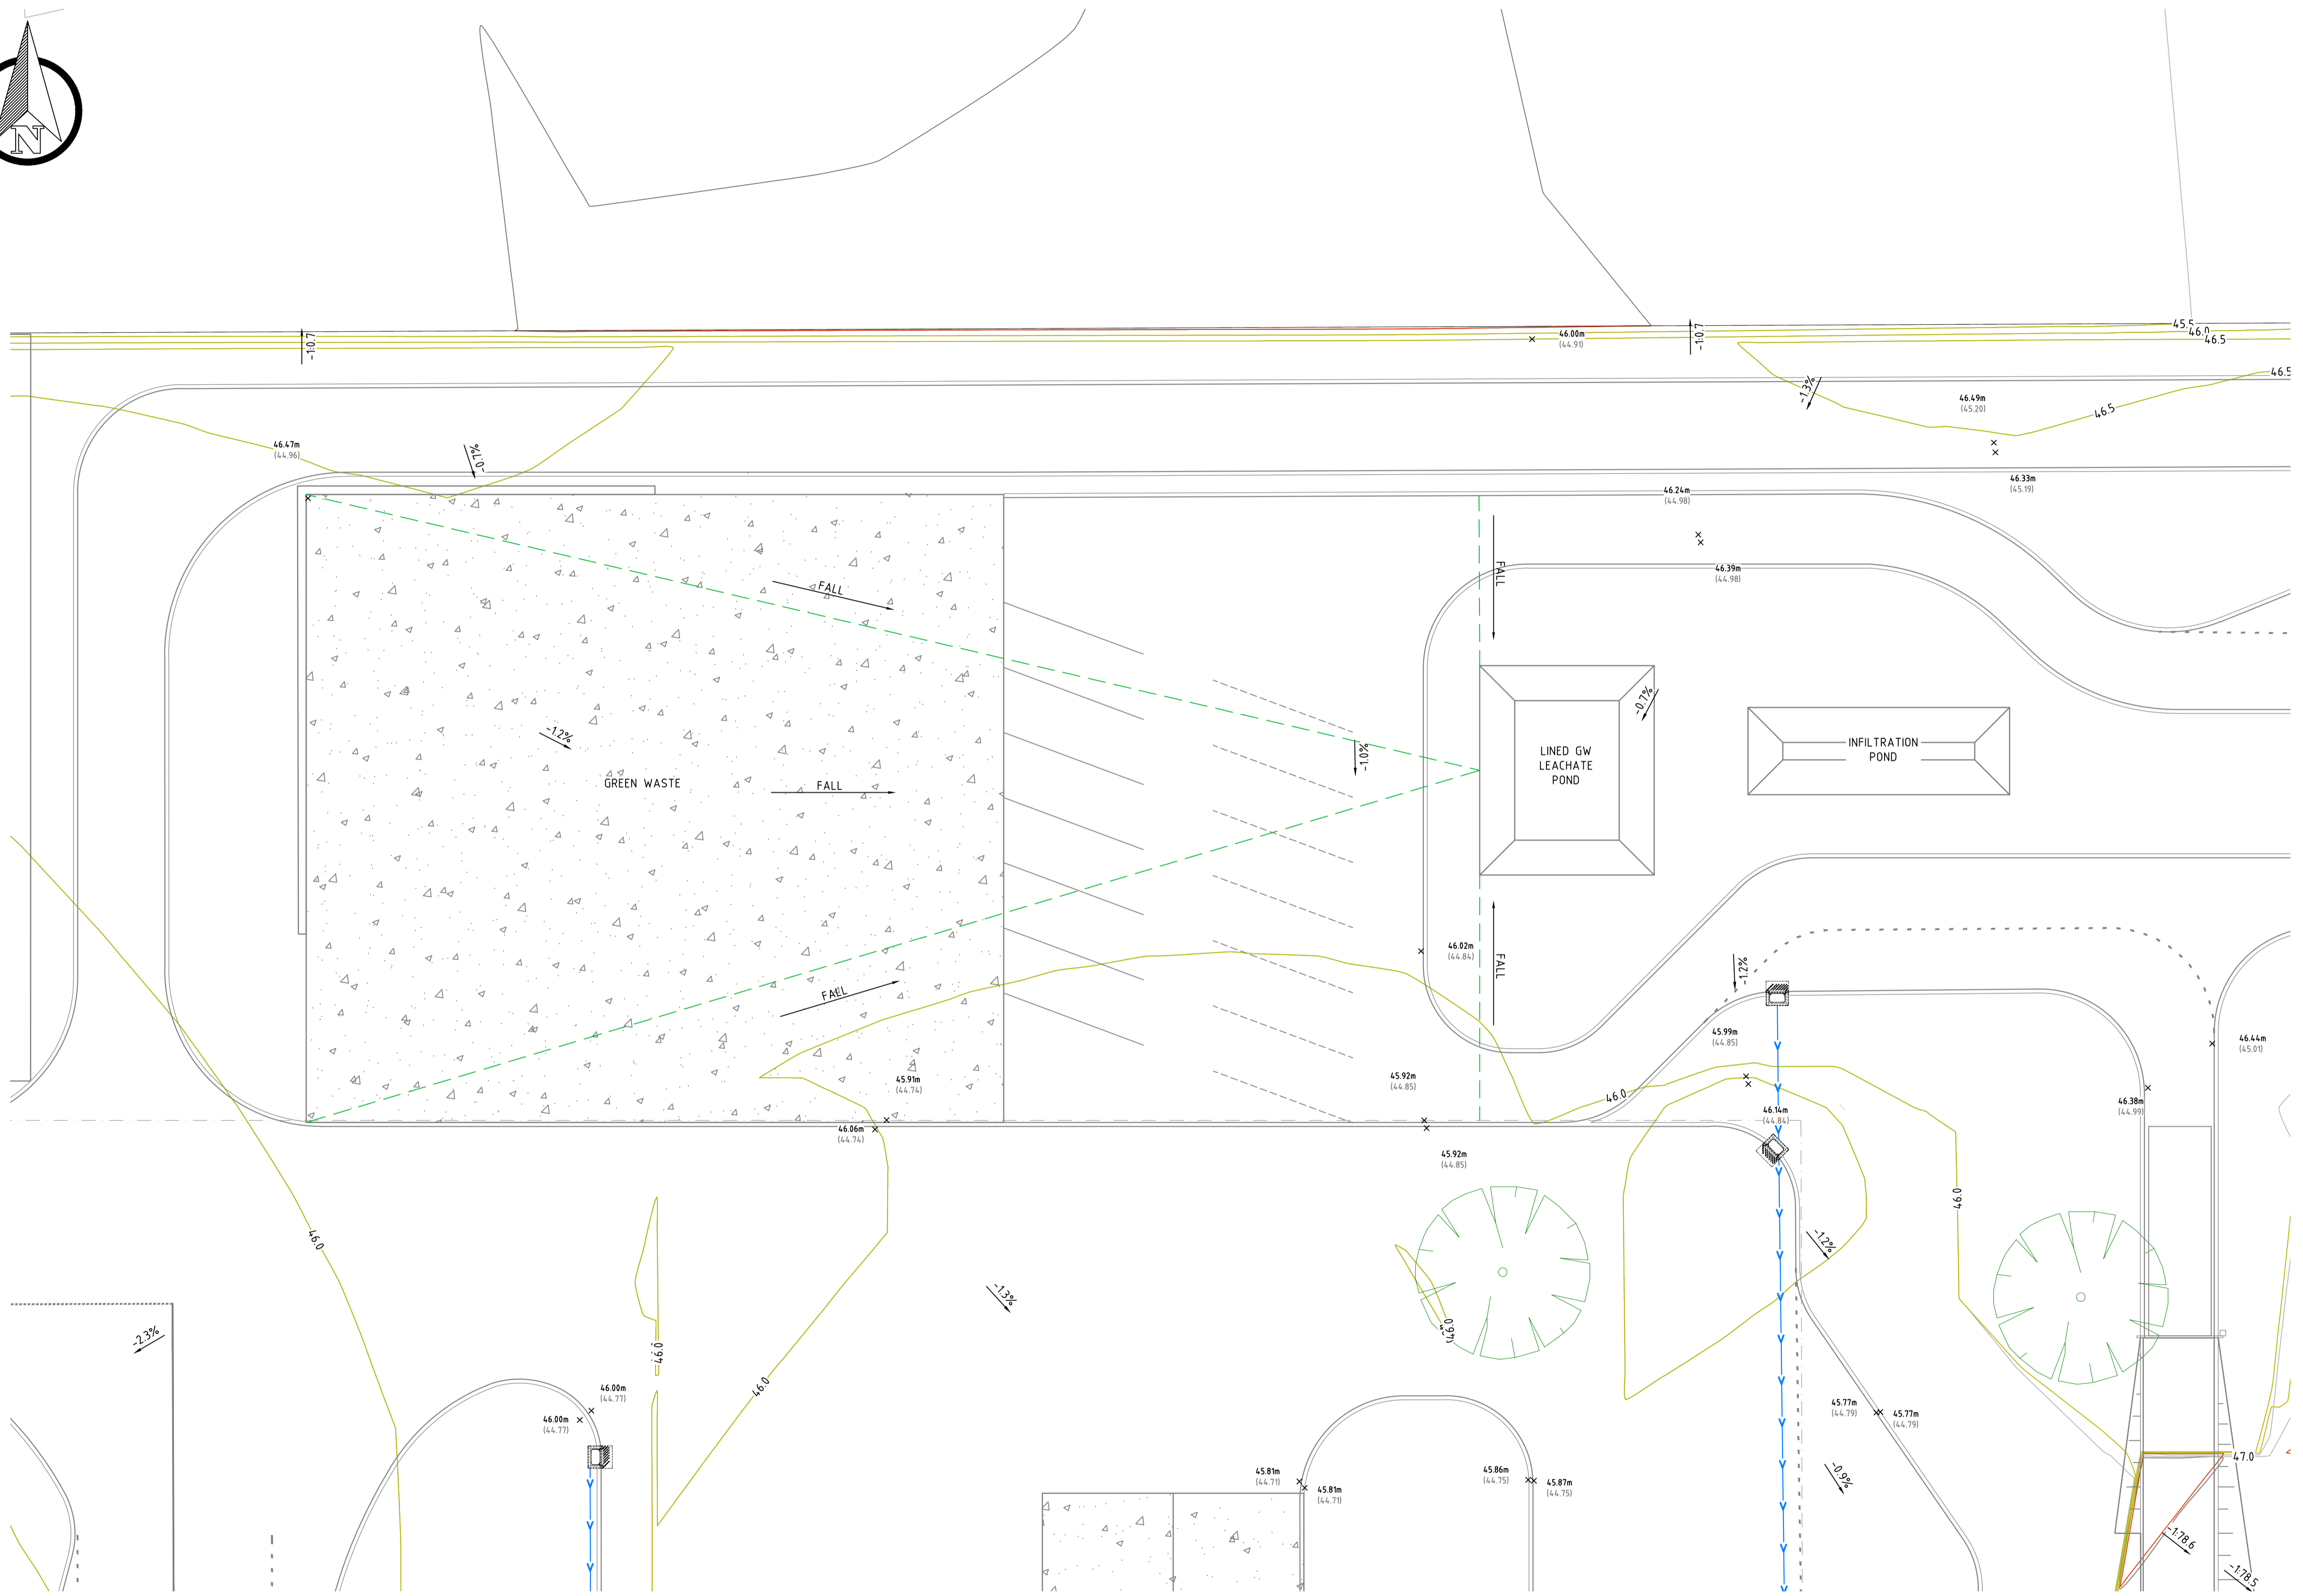 N
45.5
46.0
46.5
-1:0.7
-1:0.7
46.00m
(44.91)
46.5
-1.3%
46.49m
(45.20)
46.5
46.47m
(44.96)
-0.7%
46.24m
(44.98)
46.33m
(45.19)
FALL
FALL
46.39m
(44.98)
-0.7%
-1.2%
-1.0%
LINED GW
LEACHATE
POND
INFILTRATION
POND
GREEN WASTE
FALL
FALL
FALL
46.02m
(44.84)
-1.2%
45.99m
(44.85)
46.44m
(45.01)
45.91m
(44.74)
45.92m
(44.85)
46.0
46.14m
(44.84)
46.38m
(44.99)
46.06m
(44.74)
45.92m
(44.85)
46.0
46.0
-1.2%
-1.3%
46.0
-2.3%
46.0
46.0
46.00m
(44.77)
46.00m
(44.77)
45.77m
(44.79)
45.77m
(44.79)
47.0
45.81m
(44.71)
45.81m
(44.71)
45.86m
(44.75)
45.87m
(44.75)
-0.9%
-1:78.6
-1:78.5